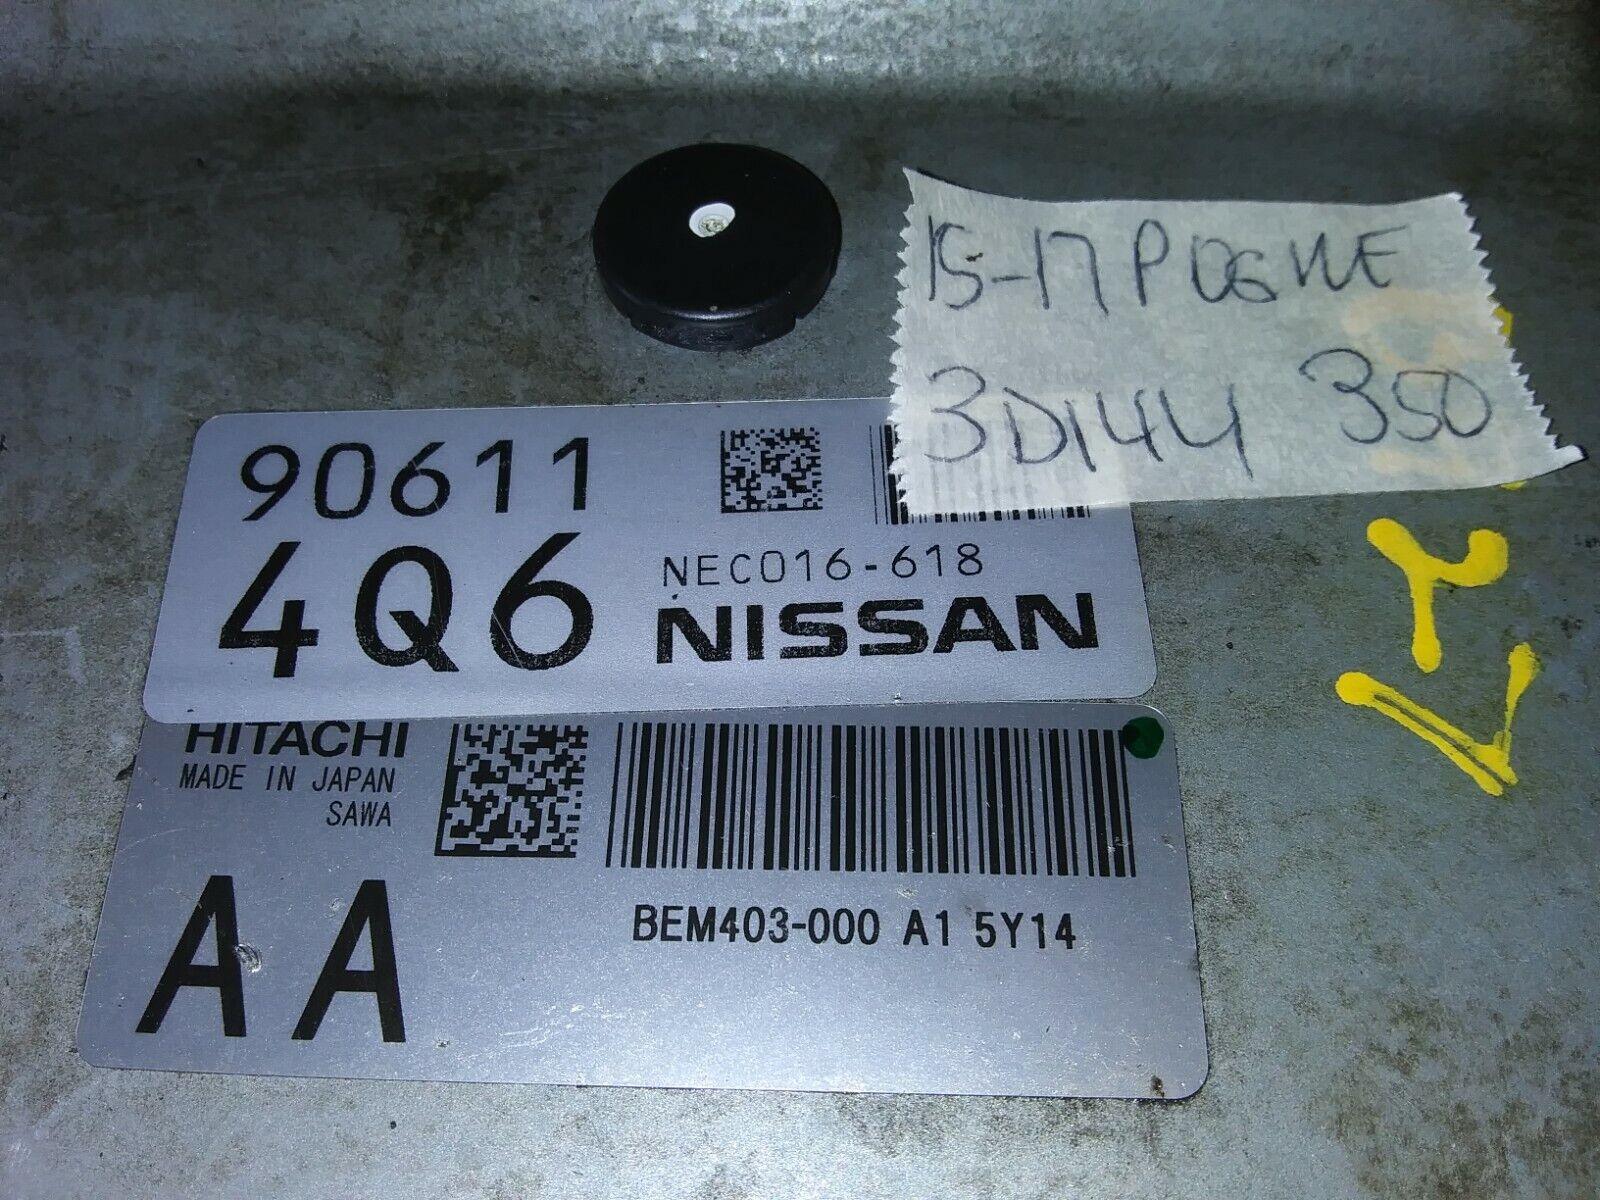 15-17 P
3D144 350
90611
4Q6
NEC016-618
NISSAN
HITACHI
MADE IN JAPAN
SAWA
AA
BEM403-000 A1 5Y14